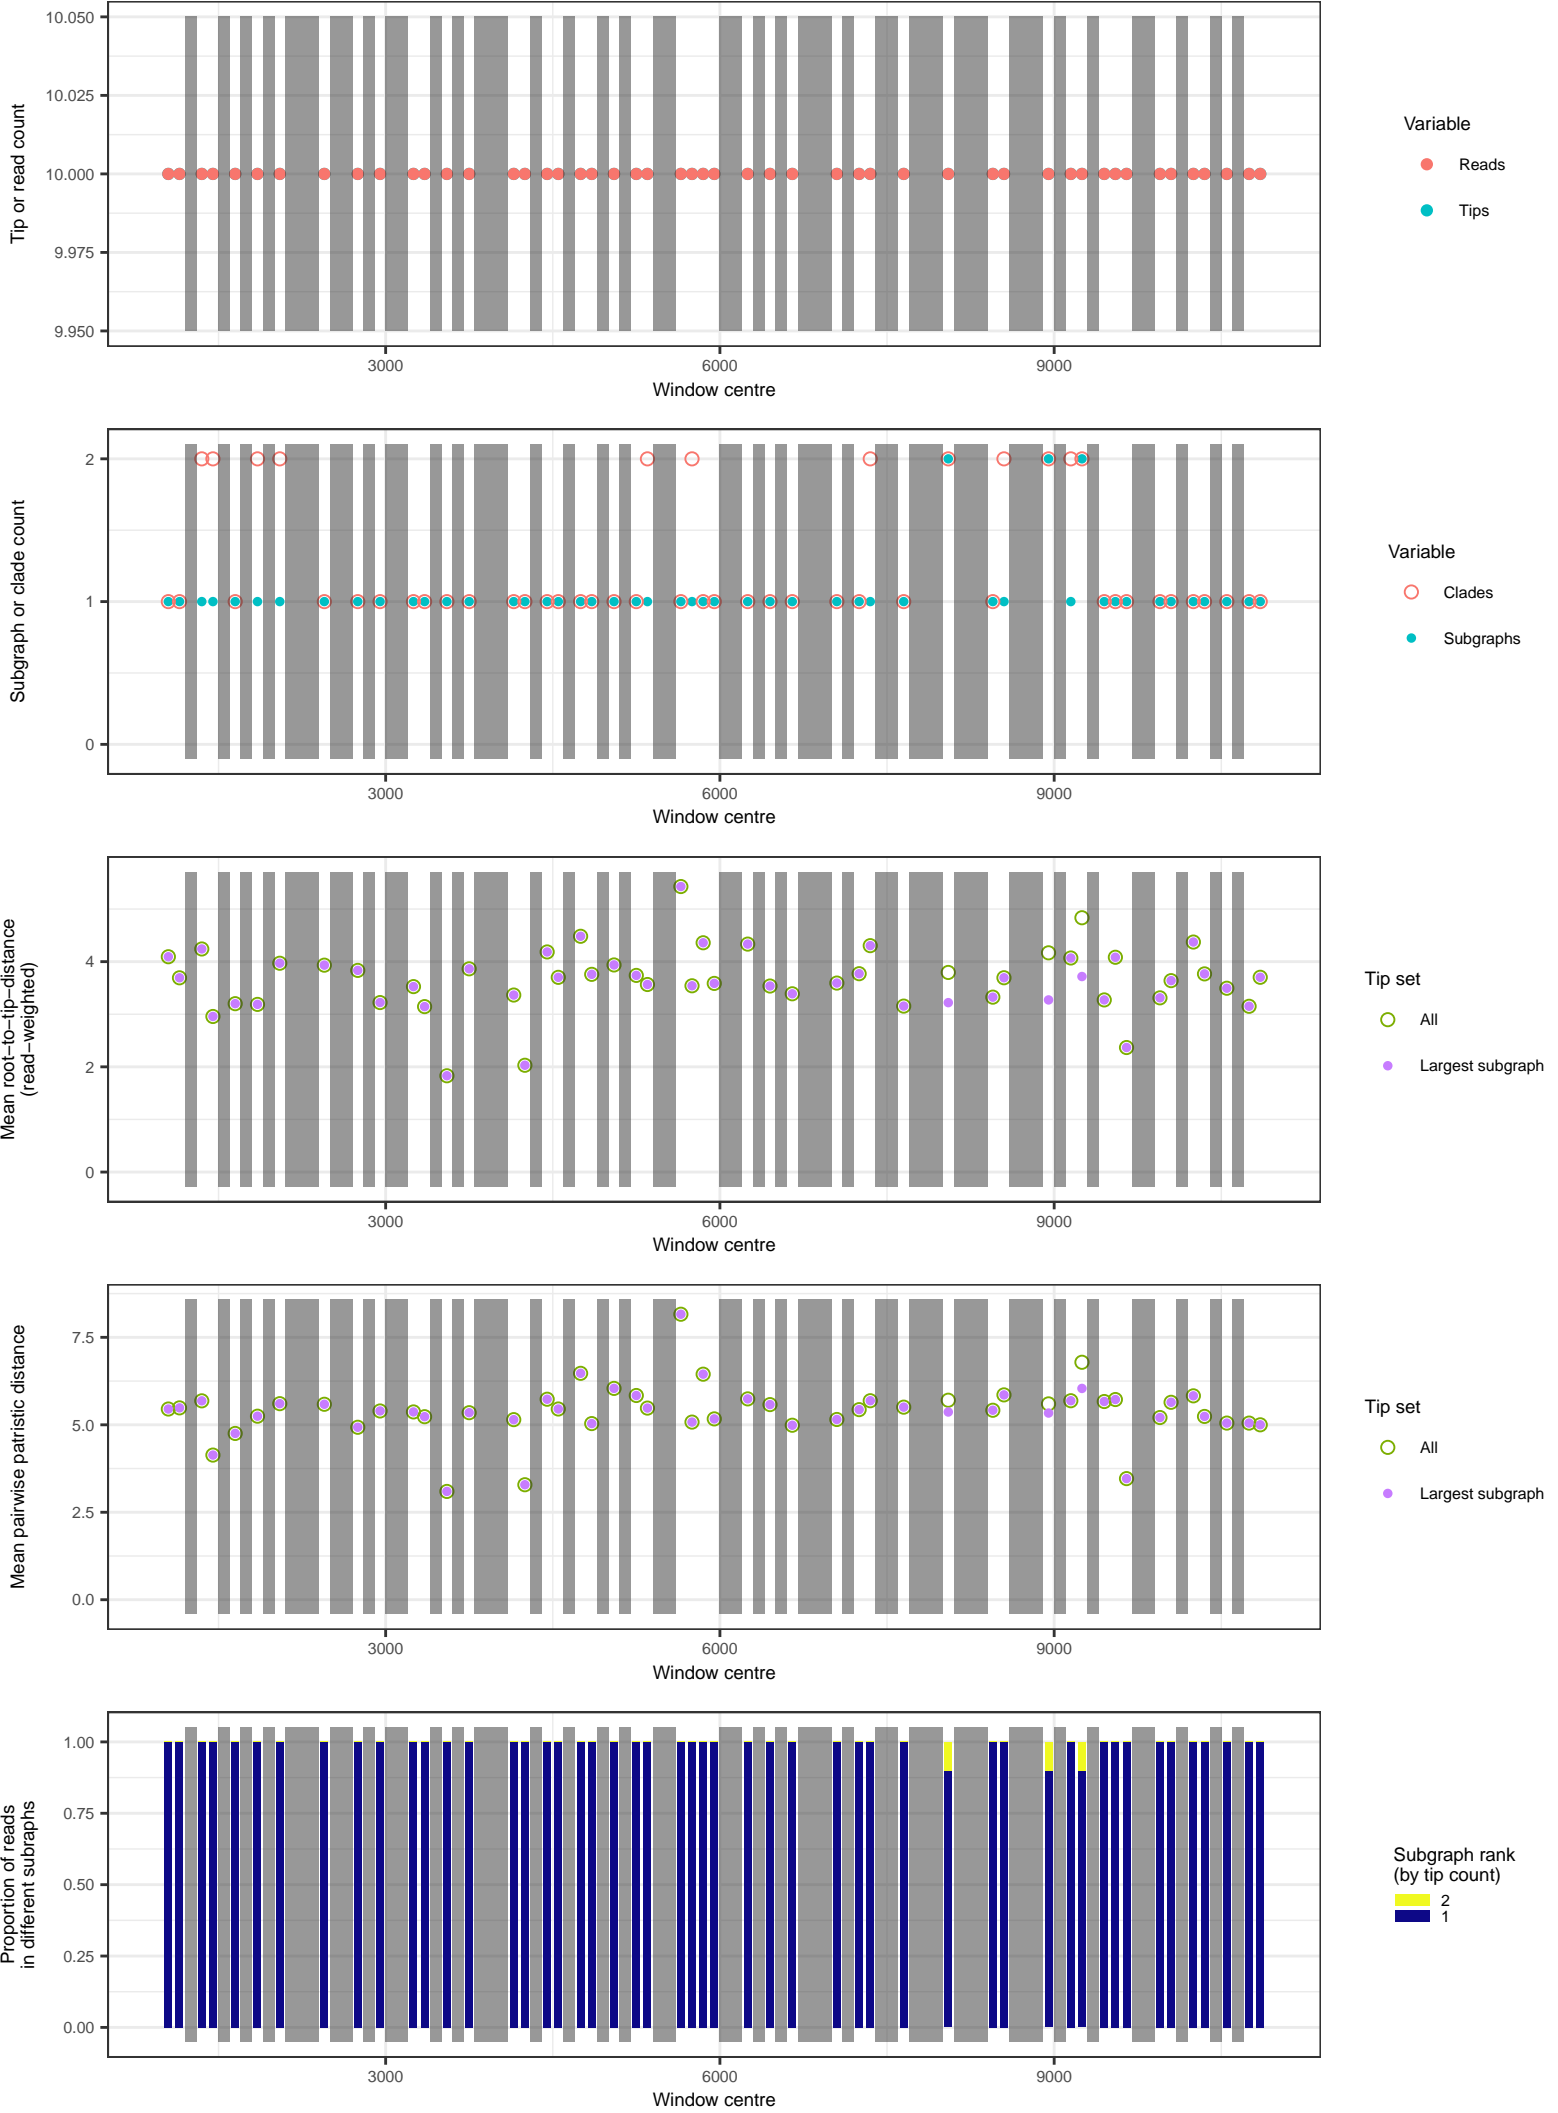 10.050
10.025
10.000
9.975
9.950
Tip or read count
3000
6000
9000
Window centre
Variable
Reads
Tips
2
1
0
Subgraph or clade count
3000
6000
9000
Window centre
Variable
Clades
Subgraphs
4
2
0
Mean root−to−tip−distance
(read−weighted)
3000
6000
9000
Window centre
Tip set
All
Largest subgraph
7.5
5.0
2.5
0.0
Mean pairwise patristic distance
3000
6000
9000
Window centre
Tip set
All
Largest subgraph
1.00
0.75
0.50
0.25
0.00
Proportion of reads
in different subraphs
3000
6000
9000
Window centre
Subgraph rank
(by tip count)
2
1